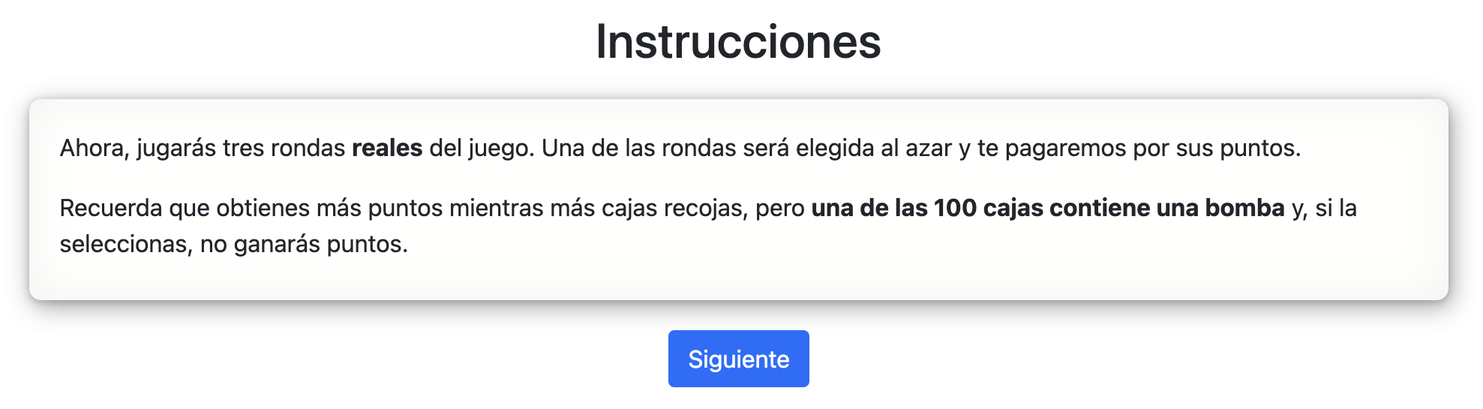 Instrucciones
Ahora, jugarás tres rondas reales del juego. Una de las rondas será elegida al azar y te pagaremos por sus puntos.
Recuerda que obtienes más puntos mientras más cajas recojas, pero una de las 100 cajas contiene una bomba y, si la
seleccionas, no ganarás puntos.
Siguiente